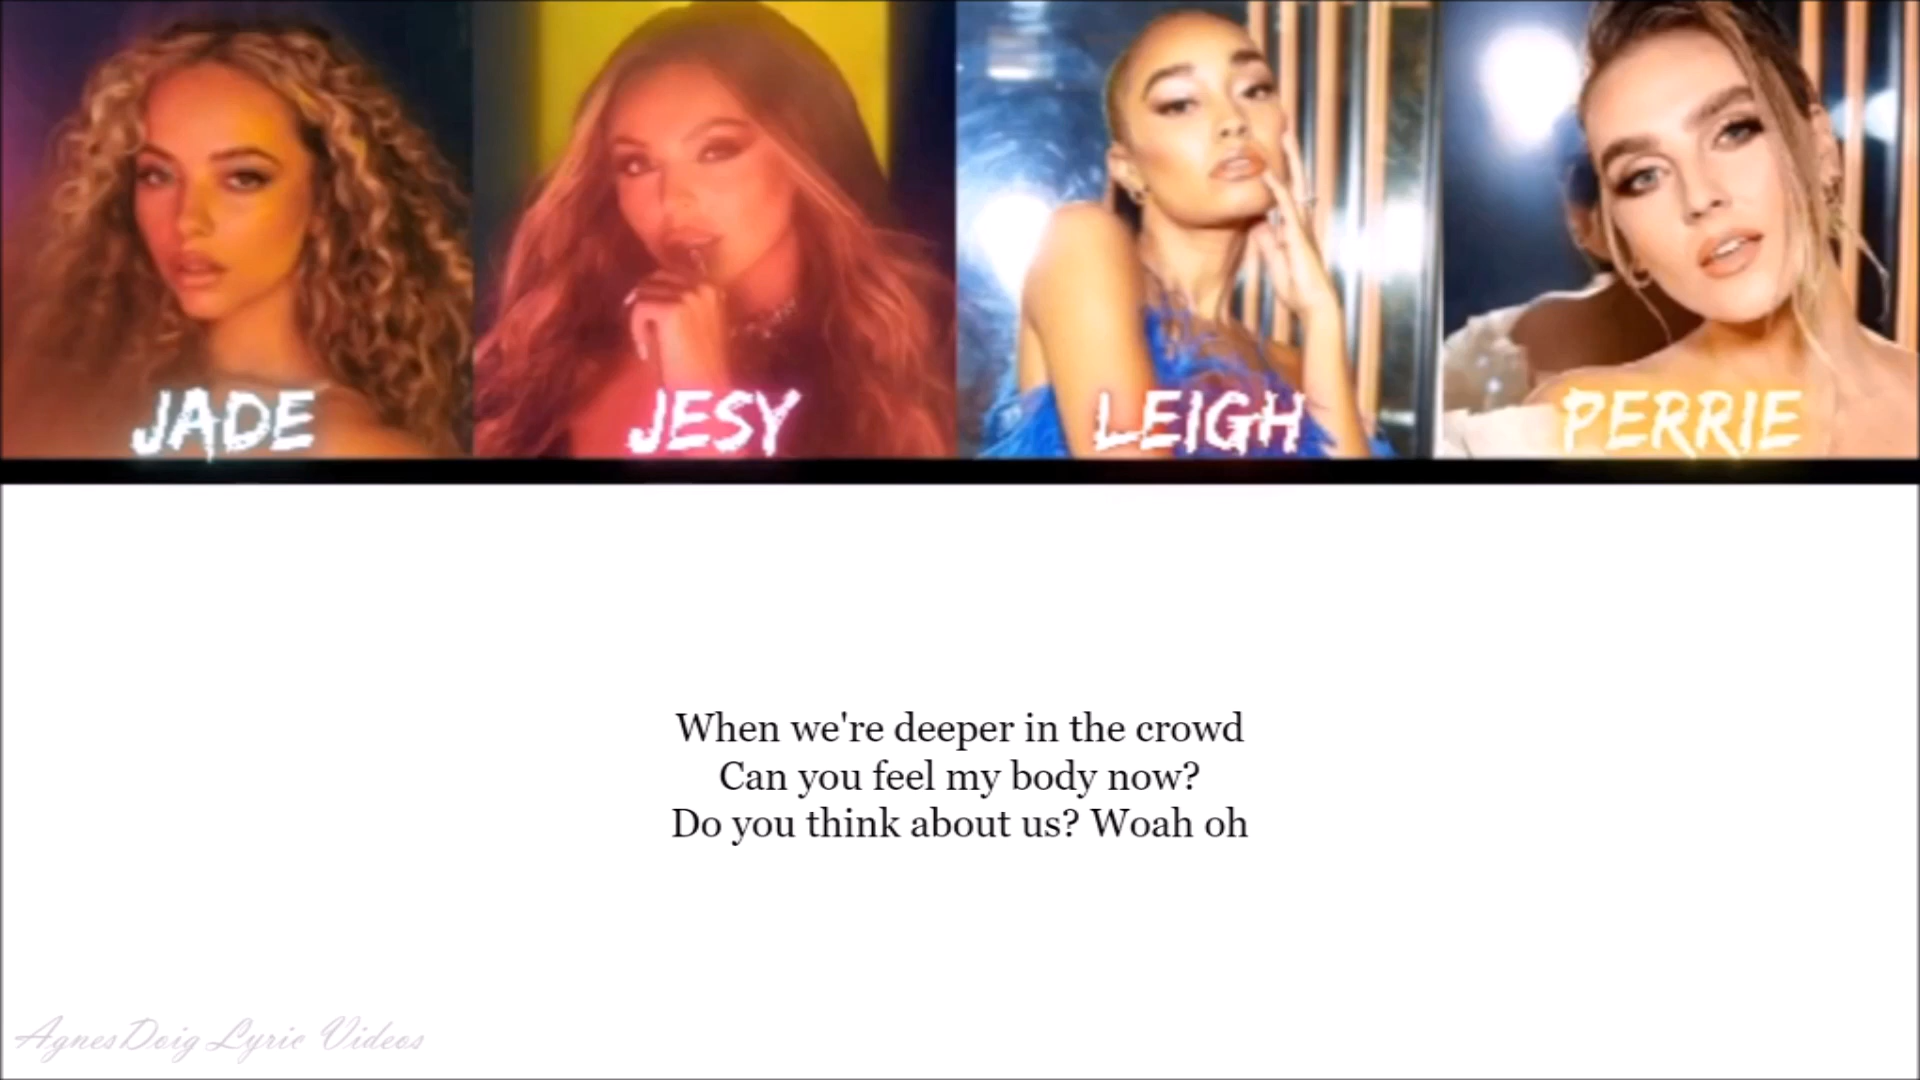 JADE
JESY
LEIGH
PERRIE
When we're deeper in the crowd
Can you feel my body now?
Do you think about us? Woah oh
AgnesDoig Lyric Videos